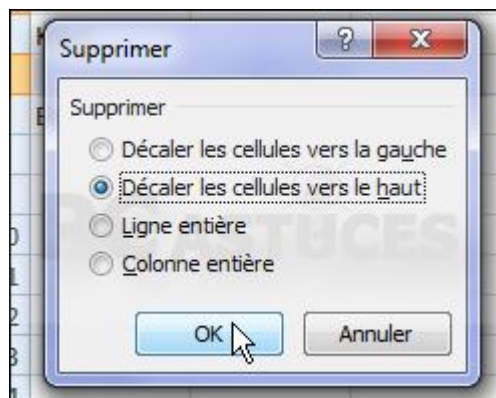 Supprimer
Supprimer
Décaler les cellules vers la gauche
Décaler les cellules vers le haut
Ligne entière
Colonne entière
ASTUCES
OK
Annuler